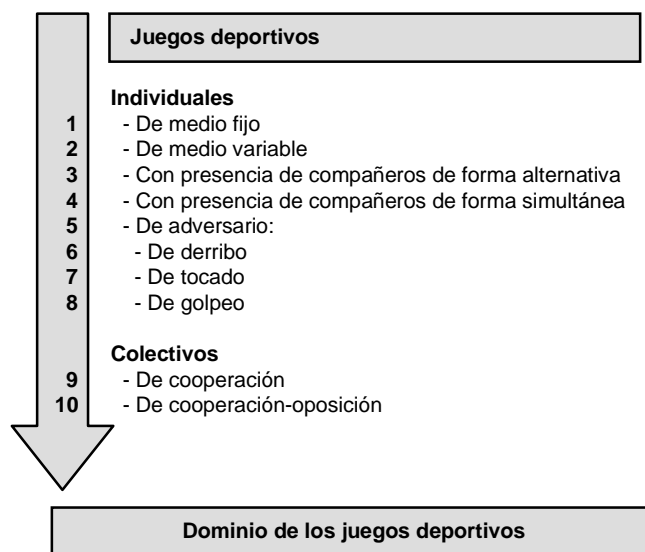 Juegos deportivos
Individuales
1 - De medio fijo
2 - De medio variable
3 - Con presencia de compañeros de forma alternativa
4 - Con presencia de compañeros de forma simultánea
5 - De adversario:
6 - De derribo
7 - De tocado
8 - De golpeo
Colectivos
9 - De cooperación
10 - De cooperación-oposición
Dominio de los juegos deportivos